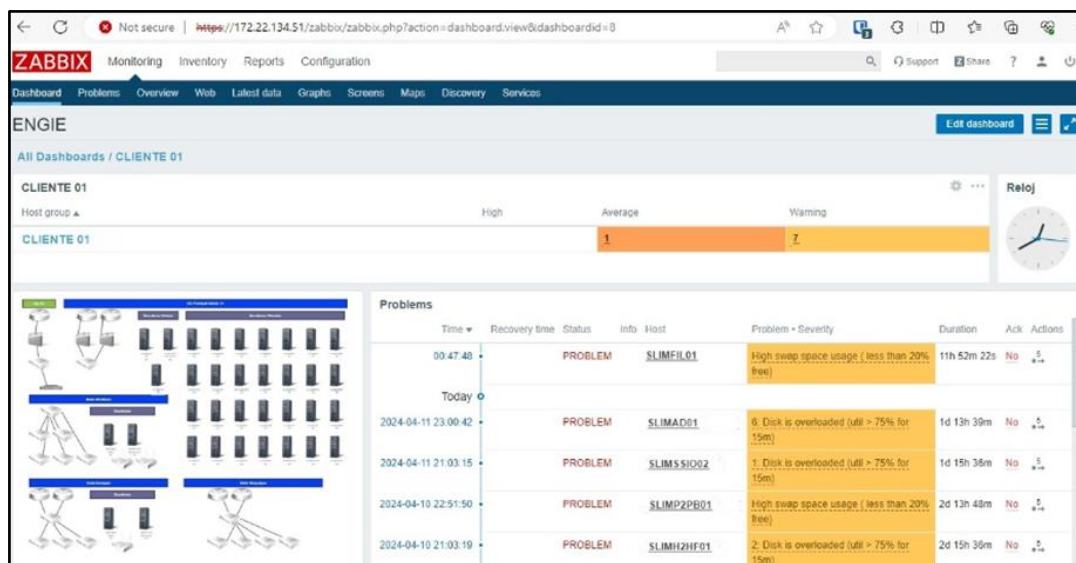 Not secure | https://172.22.134.51/zabbix/zabbix.php?action=dashboard.view&dashboardid=8
ZABBIX Monitoring Inventory Reports Configuration Support Z Share ?
Dashboard Problems Overview Web Latest data Graphs Screens Maps Discovery Services
ENGIE Edit dashboard
All Dashboards / CLIENTE 01
CLIENTE 01 Reloj
Host group ▲ High Average Warning
CLIENTE 01 1 7
Problems
Time ▼ Recovery time Status Info Host Problem • Severity Duration Ack Actions
00:47:48 PROBLEM SLIMFIL01 High swap space usage ( less than 20% 11h 52m 22s No 5
free)
Today
2024-04-11 23:00:42 PROBLEM SLIMAD01 6: Disk is overloaded (util > 75% for 1d 13h 39m No 5
15m)
2024-04-11 21:03:15 PROBLEM SLIMSSIO02 1: Disk is overloaded (util > 75% for 1d 15h 36m No 5
15m)
2024-04-10 22:51:50 PROBLEM SLIMP2PB01 High swap space usage ( less than 20% 2d 13h 48m No 5
free)
2024-04-10 21:03:19 PROBLEM SLIMH2HF01 2: Disk is overloaded (util > 75% for 2d 15h 36m No 5
15m)